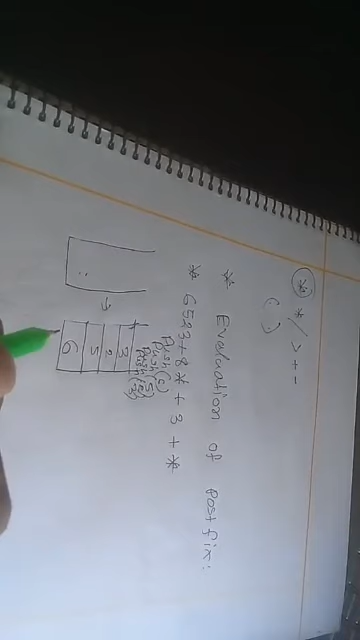 * * / > + -
( )
* Evaluation of Postfix:
* 6523+8*+3+*
Push(6)
Push(5)
Push(2)
Push(3)
3
2
5
6